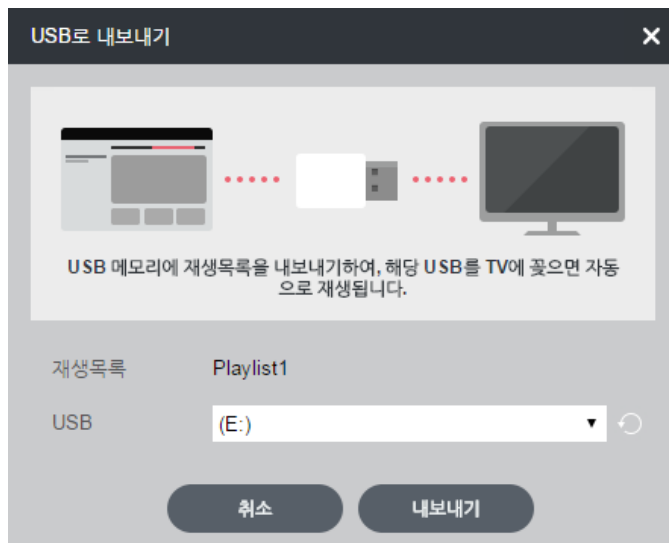 USB로 내보내기
USB 메모리에 재생목록을 내보내기하여, 해당 USB를 TV에 꽂으면 자동
으로 재생됩니다.
재생목록 Playlist1
USB (E:)
취소 내보내기